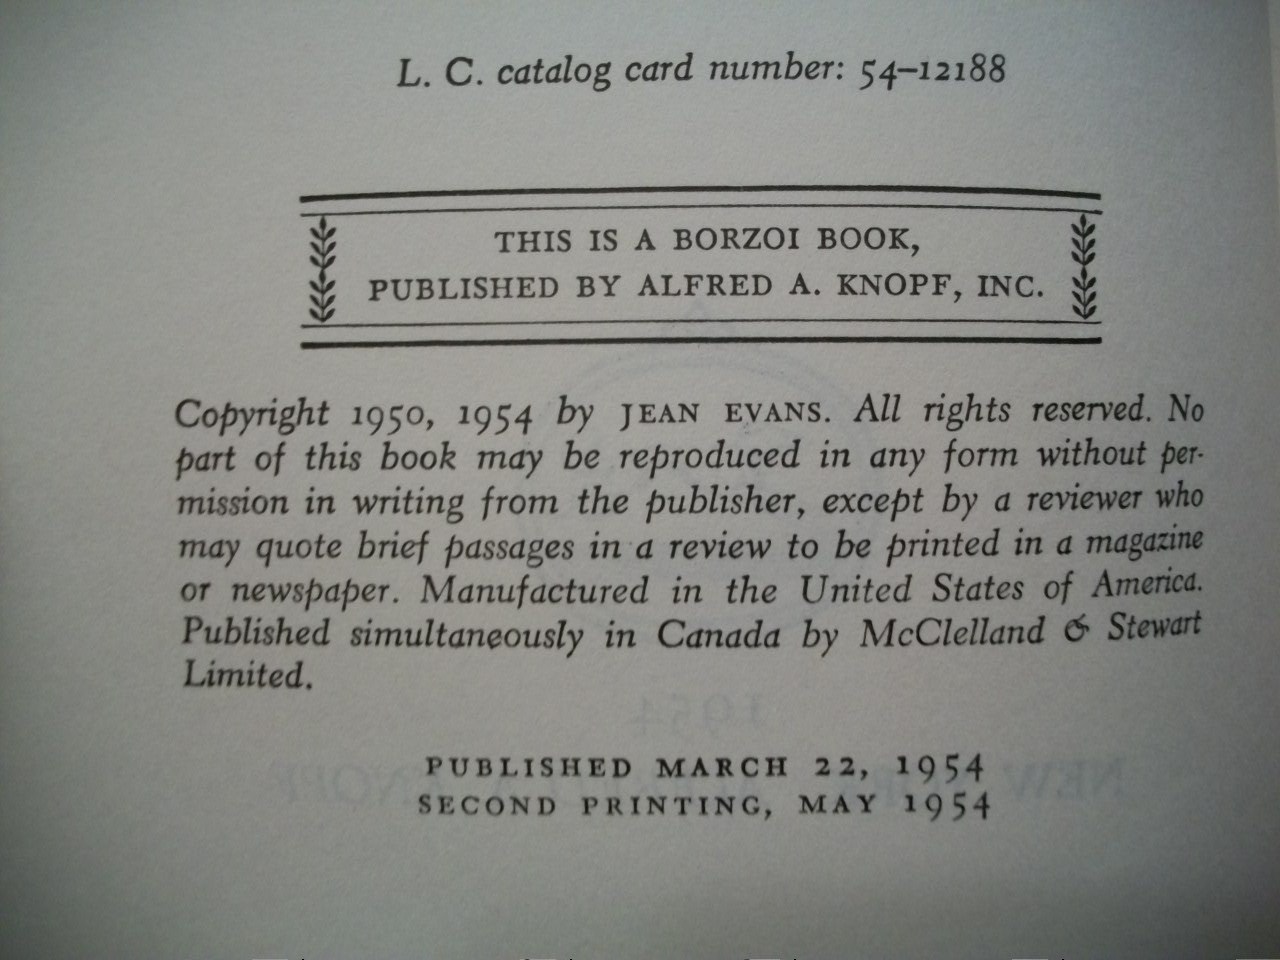 L. C. catalog card number: 54–12188
THIS IS A BORZOI BOOK,
PUBLISHED BY ALFRED A. KNOPF, INC.
Copyright 1950, 1954 by JEAN EVANS. All rights reserved. No
part of this book may be reproduced in any form without per-
mission in writing from the publisher, except by a reviewer who
may quote brief passages in a review to be printed in a magazine
or newspaper. Manufactured in the United States of America.
Published simultaneously in Canada by McClelland & Stewart
Limited.
PUBLISHED MARCH 22, 1954
SECOND PRINTING, MAY 1954